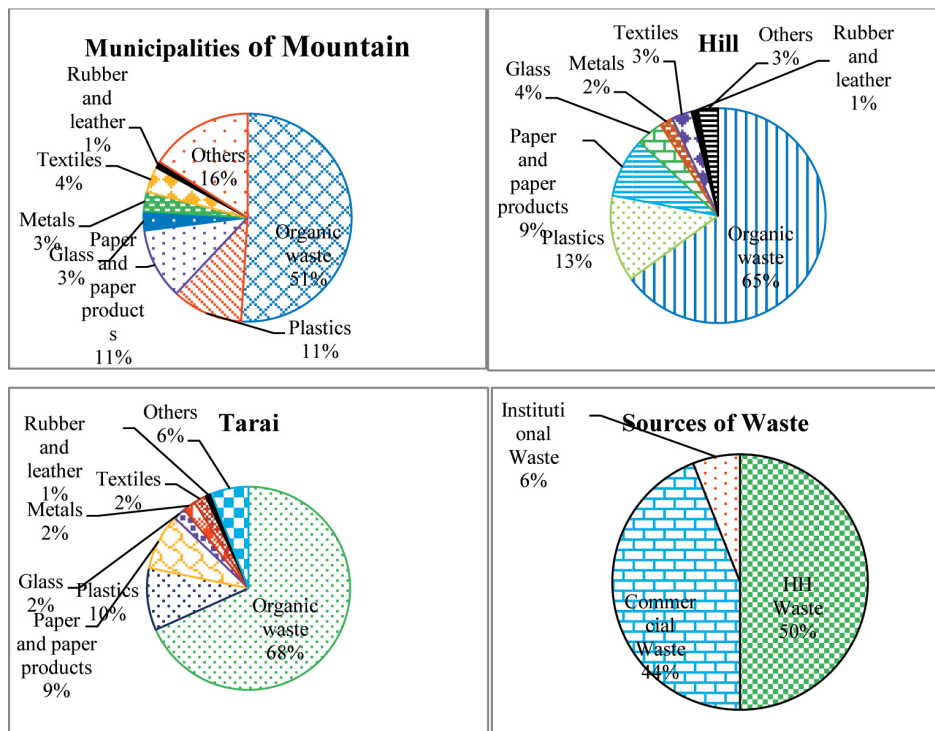 Municipalities of Mountain
Rubber
and
leather
1%
Textiles
4%
Metals
3%
Glass
3%
Paper
and
paper
product
s
11%
Others
16%
Organic
waste
51%
Plastics
11%
Hill
Textiles
3%
Others
3%
Rubber
and
leather
1%
Metals
2%
Glass
4%
Paper
and
paper
products
9%
Plastics
13%
Organic
waste
65%
Tarai
Others
6%
Rubber
and
leather
1%
Textiles
2%
Metals
2%
Glass
2%
Plastics
10%
Paper
and paper
products
9%
Organic
waste
68%
Sources of Waste
Instituti
onal
Waste
6%
Commer
cial
Waste
44%
HH
Waste
50%